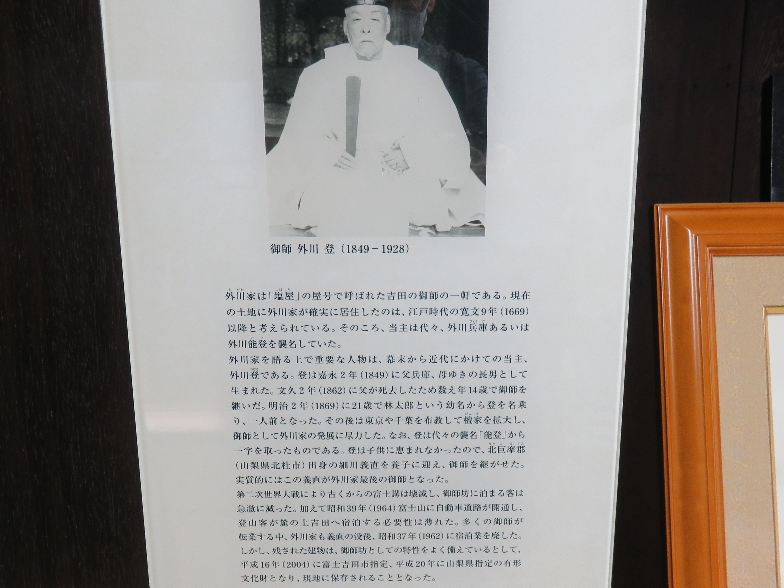 御師 外川 登（1849－1928）
外川家は「塩屋」の屋号で呼ばれた吉田の御師の一軒である。現在
の土地に外川家が確実に居住したのは、江戸時代の寛文9年（1669）
以降と考えられている。そのころ、当主は代々、外川兵庫あるいは
外川能登を襲名していた。
外川家を語る上で重要な人物は、幕末から近代にかけての当主、
外川登である。登は嘉永2年（1849）に父兵庫、母ゆきの長男として
生まれた。文久2年（1862）に父が死去したため数え年14歳で御師を
継いだ。明治2年（1869）に21歳で林太郎という幼名から登を名乗
り、一人前となった。その後は東京や千葉を布教して檀家を拡大し、
御師として外川家の発展に尽力した。なお、登は代々の襲名「能登」から
一字を取ったものである。登は子供に恵まれなかったので、北巨摩郡
（山梨県北杜市）出身の細川義直を養子に迎え、御師を継がせた。
実質的にはこの義直が外川家最後の御師となった。
第二次世界大戦により古くからの富士講は壊滅し、御師坊に泊まる客は
急激に減った。加えて昭和39年（1964）富士山に自動車道路が開通し、
登山客が麓の上吉田へ宿泊する必要性は薄れた。多くの御師が
転業する中、外川家も義直の没後、昭和37年（1962）に宿泊業を廃した。
しかし、残された建物は、御師坊としての特性をよく備えているとして、
平成16年（2004）に富士吉田市指定、平成20年に山梨県指定の有形
文化財となり、現地に保存されることとなった。